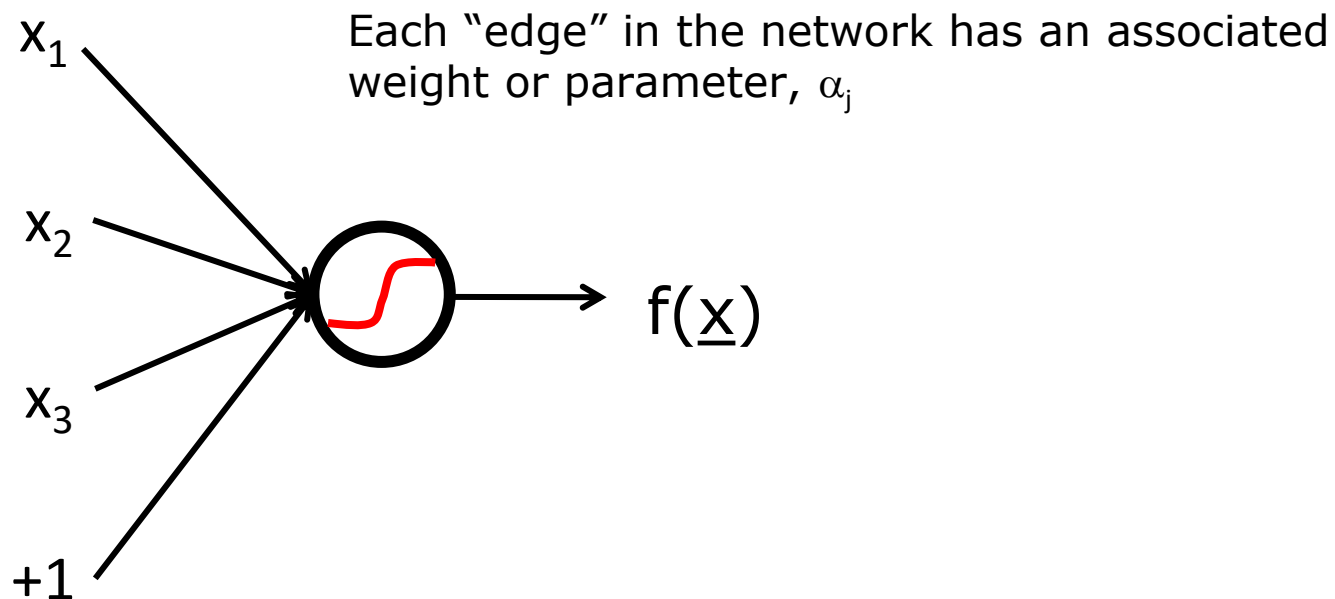 x₁
Each “edge” in the network has an associated
weight or parameter, αⱼ
x₂
f(x)
x₃
+1